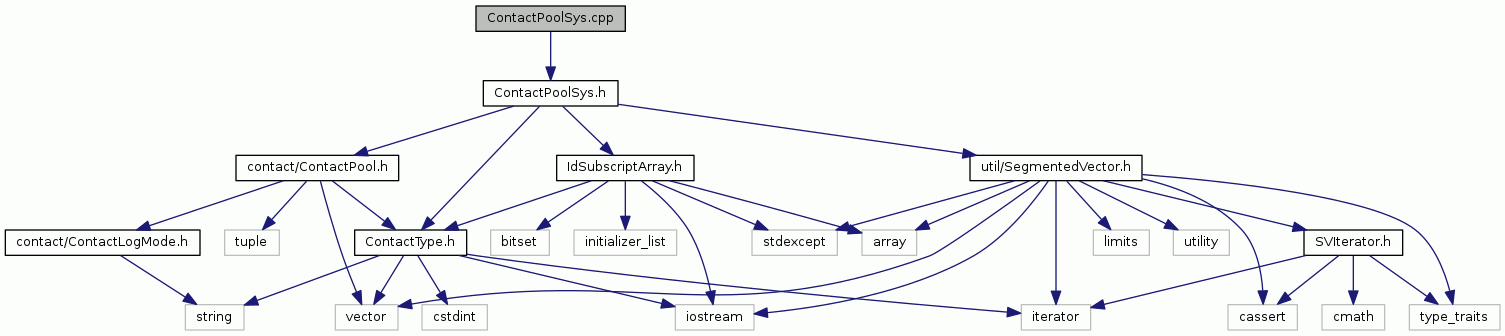 ContactPoolSys.cpp
ContactPoolSys.h
contact/ContactPool.h
IdSubscriptArray.h
util/SegmentedVector.h
contact/ContactLogMode.h
tuple
ContactType.h
bitset
initializer_list
stdexcept
array
limits
utility
SVIterator.h
string
vector
cstdint
iostream
iterator
cassert
cmath
type_traits